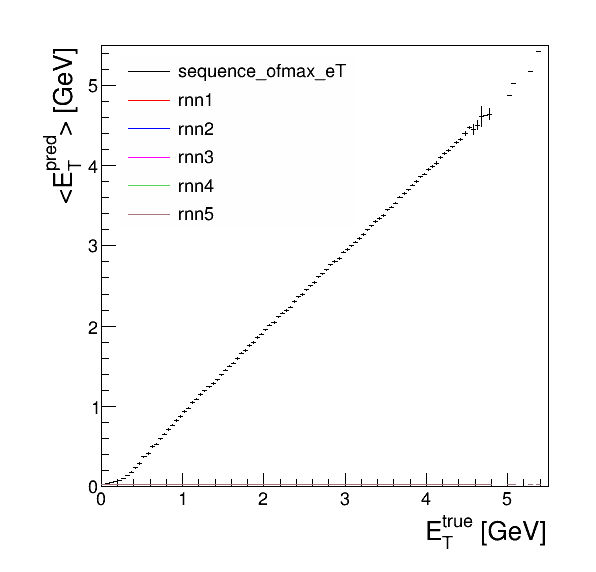 <E_T^pred> [GeV]
sequence_ofmax_eT
rnn1
rnn2
rnn3
rnn4
rnn5
5
4
3
2
1
0
0 1 2 3 4 5
E_T^true [GeV]